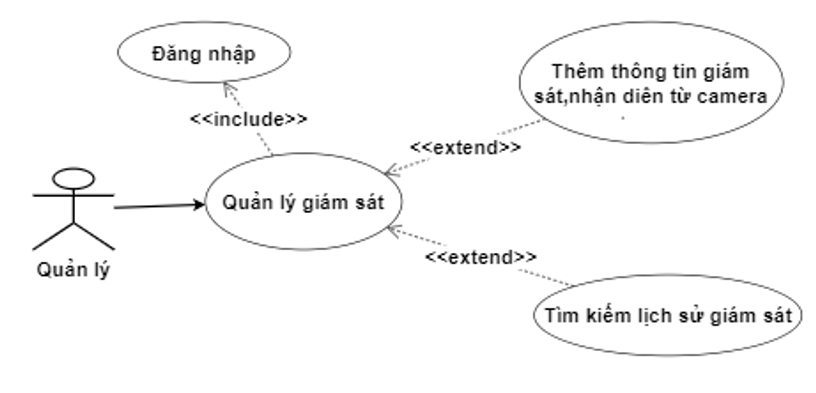 Đăng nhập
Thêm thông tin giám
sát,nhận diên từ camera
<<include>>
<<extend>>
Quản lý giám sát
Quản lý
<<extend>>
Tìm kiếm lịch sử giám sát